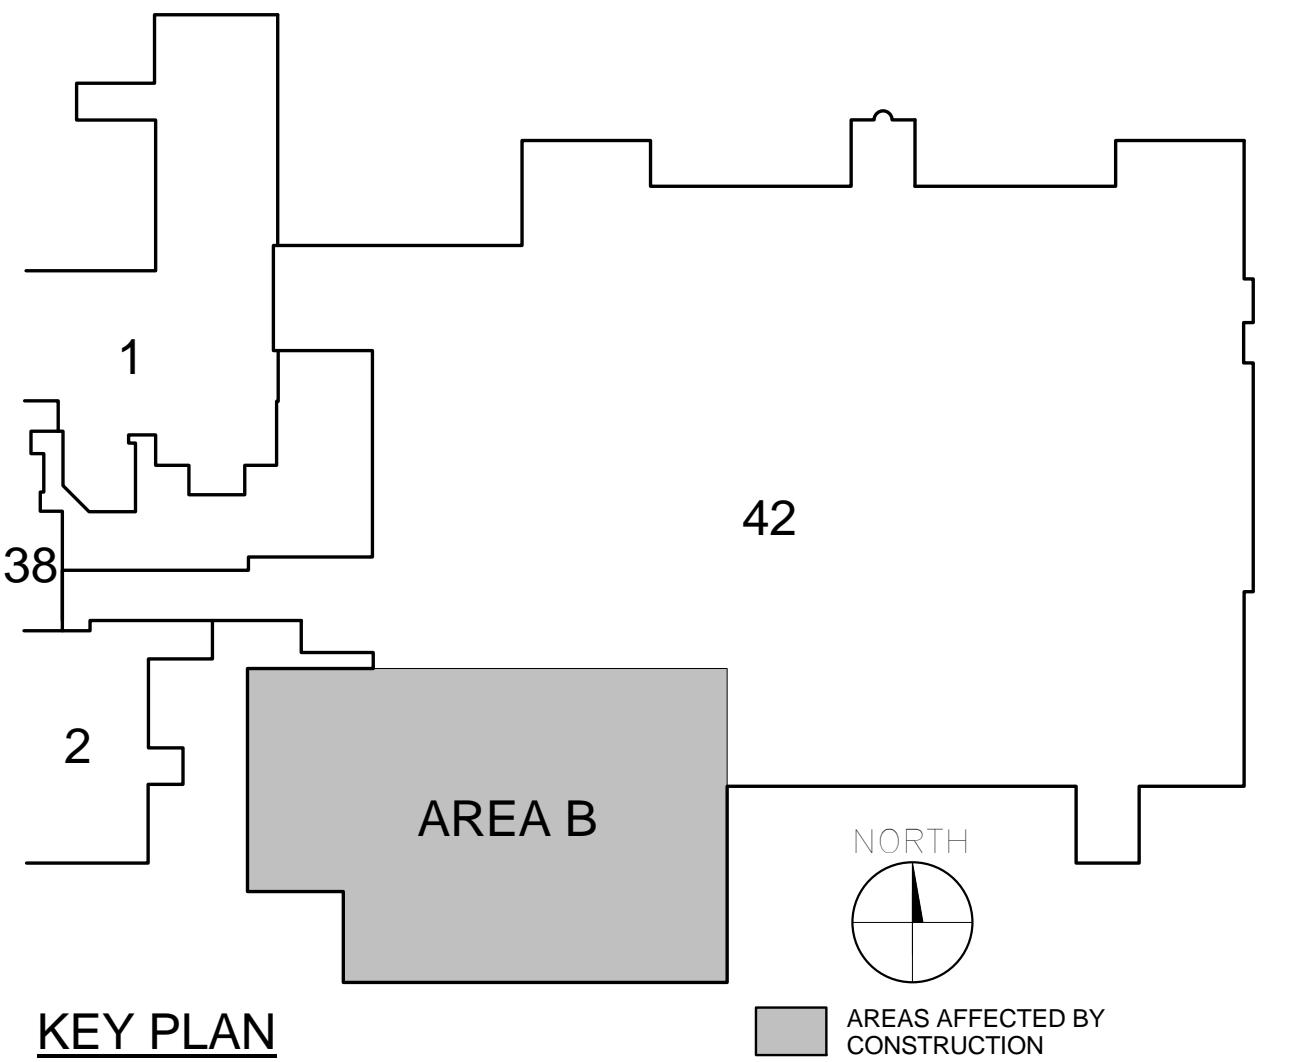 1
42
38
2
AREA B
NORTH
KEY PLAN
AREAS AFFECTED BY
CONSTRUCTION